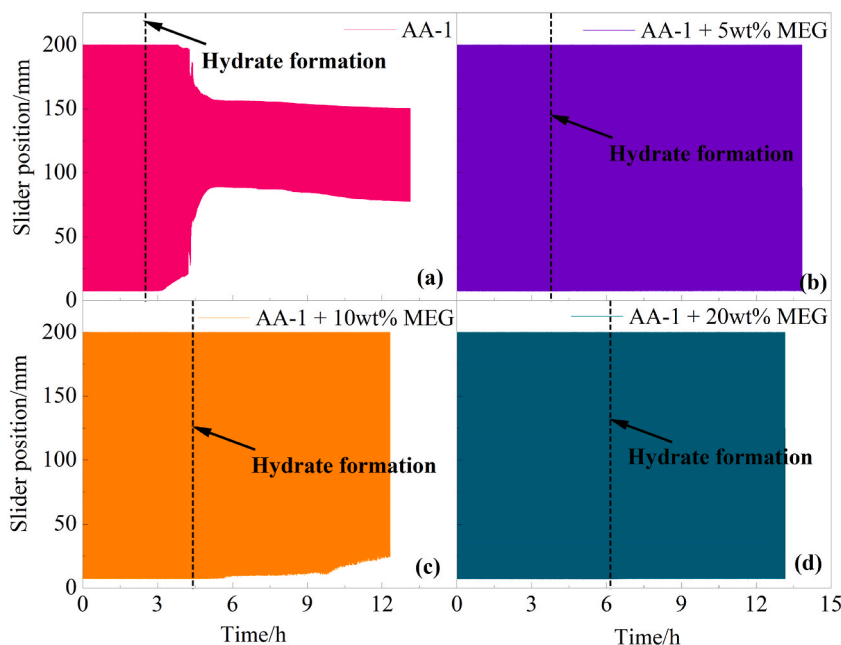 AA-1
Hydrate formation
(a)
AA-1 + 5wt% MEG
Hydrate formation
(b)
Slider position/mm
200
150
100
50
0
AA-1 + 10wt% MEG
Hydrate formation
(c)
AA-1 + 20wt% MEG
Hydrate formation
(d)
Slider position/mm
200
150
100
50
0
0 3 6 9 12
0 3 6 9 12 15
Time/h
Time/h